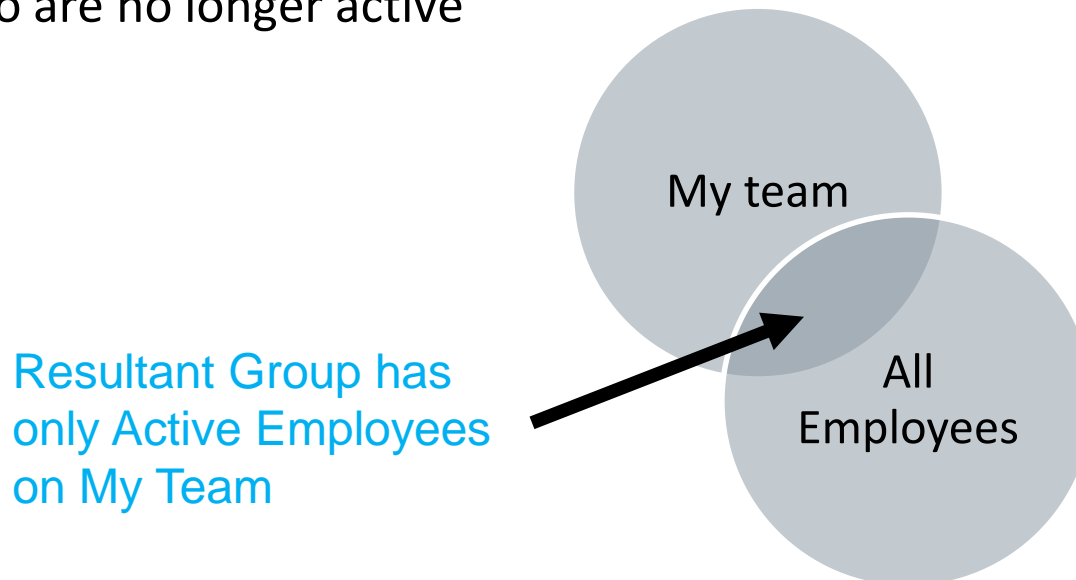 are no longer active
My team
All
Employees
Resultant Group has
only Active Employees
on My Team